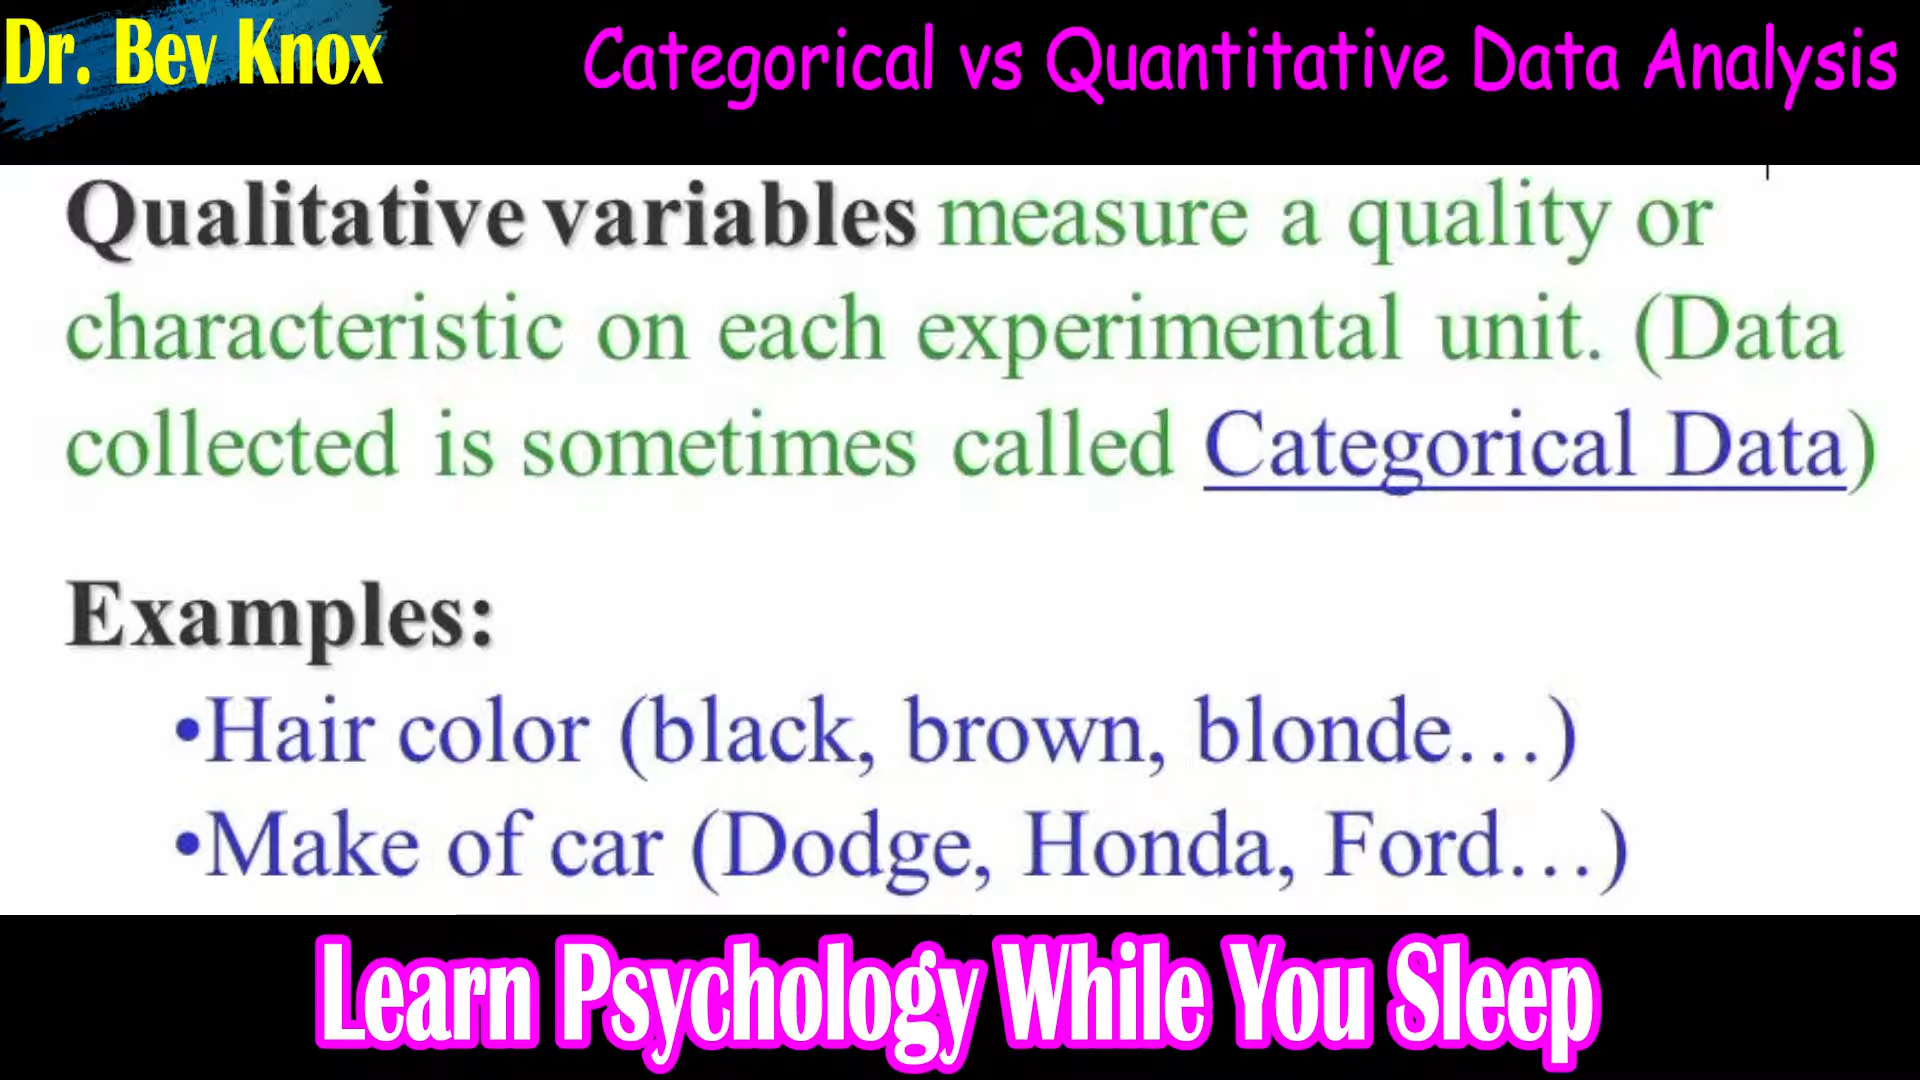 Dr. Bev Knox
Categorical vs Quantitative Data Analysis
Qualitative variables measure a quality or
characteristic on each experimental unit. (Data
collected is sometimes called Categorical Data)
Examples:
•Hair color (black, brown, blonde…)
•Make of car (Dodge, Honda, Ford…)
Learn Psychology While You Sleep